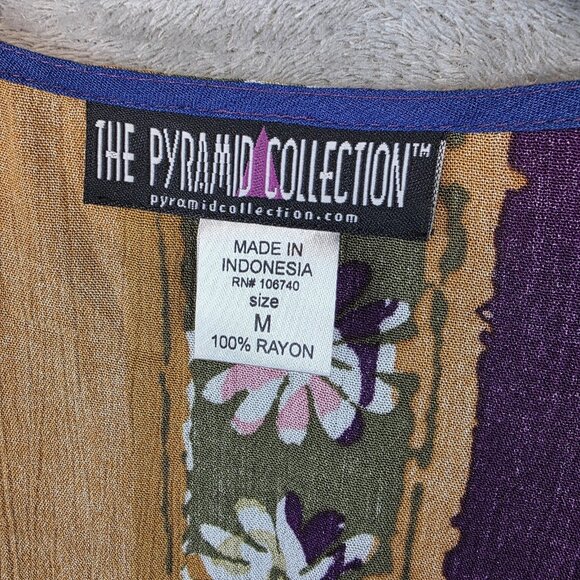 THE PYRAMID COLLECTION™
pyramidcollection.com
MADE IN
INDONESIA
RN# 106740
size
M
100% RAYON